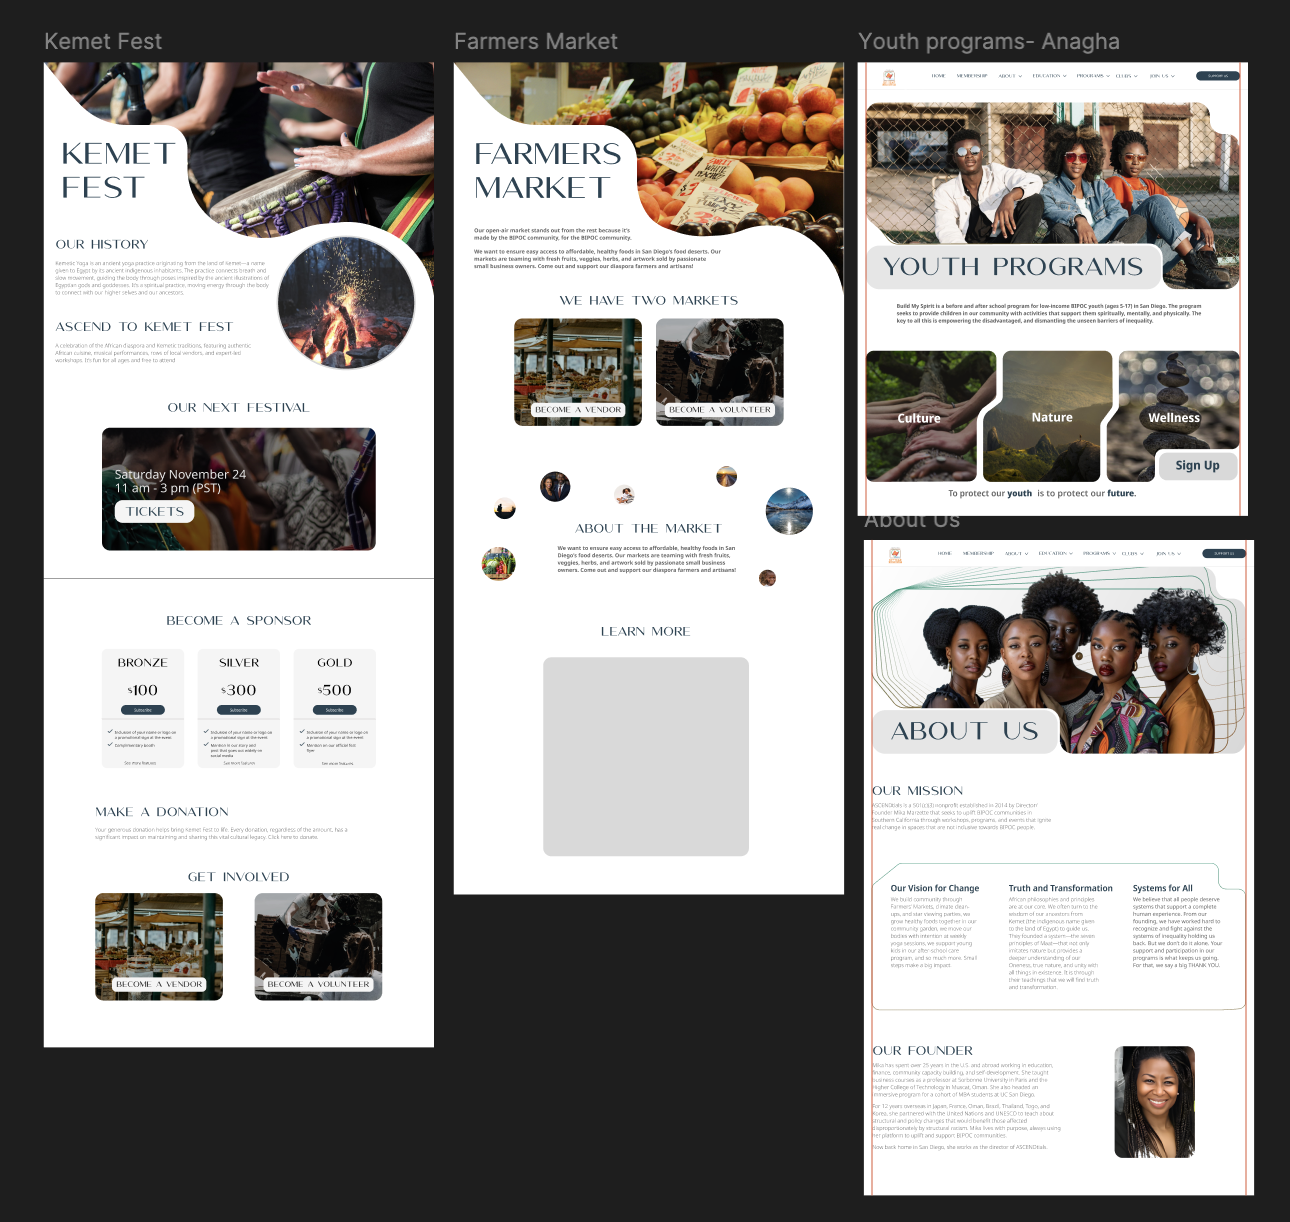 Kemet Fest
KEMET
FEST
OUR HISTORY
Kemetic Yoga is an ancient yoga practice originating from the land of Kemet—a name
given to Egypt by its ancient indigenous inhabitants. The practice connects breath and
slow movement, guiding the body through poses inspired by the ancient illustrations of
Egyptian gods and goddesses. It's a spiritual practice, moving energy through the body
to connect with our higher selves and our ancestors.
ASCEND TO KEMET FEST
A celebration of the African diaspora and Kemetic traditions, featuring authentic
African cuisine, musical performances, rows of local vendors, and expert-led
workshops. It's fun for all ages and free to attend.
OUR NEXT FESTIVAL
Saturday November 24
11 am - 3 pm (PST)
TICKETS
BECOME A SPONSOR
BRONZE
$100
Subscribe
Inclusion of your name or logo on
a promotional sign at the event
Complimentary booth
See more features
SILVER
$300
Subscribe
Inclusion of your name or logo on
a promotional sign at the event
Mention in our story and
post that goes out widely on
social media
See more features
GOLD
$500
Subscribe
Inclusion of your name or logo on
a promotional sign at the event
Mention on our official fest
flyer
See more features
MAKE A DONATION
Your generous donation helps bring Kemet Fest to life. Every donation, regardless of the amount, has a
significant impact on maintaining and sharing this vital cultural legacy. Click here to donate.
GET INVOLVED
BECOME A VENDOR
BECOME A VOLUNTEER
Farmers Market
FARMERS
MARKET
Our open-air market stands out from the rest because it's
made by the BIPOC community, for the BIPOC community.
We want to ensure easy access to affordable, healthy foods in San Diego's food deserts. Our
markets are teaming with fresh fruits, veggies, herbs, and artwork sold by passionate
small business owners. Come out and support our diaspora farmers and artisans!
WE HAVE TWO MARKETS
BECOME A VENDOR
BECOME A VOLUNTEER
ABOUT THE MARKET
We want to ensure easy access to affordable, healthy foods in San
Diego's food deserts. Our markets are teaming with fresh fruits,
veggies, herbs, and artwork sold by passionate small business
owners. Come out and support our diaspora farmers and artisans!
LEARN MORE
Youth programs- Anagha
HOME MEMBERSHIP ABOUT EDUCATION PROGRAMS CLUBS JOIN US SUPPORT US
YOUTH PROGRAMS
Build My Spirit is a before and after school program for low-income BIPOC youth (ages 5-17) in San Diego. The program
seeks to provide children in our community with activities that support them spiritually, mentally, and physically. The
key to all this is empowering the disadvantaged, and dismantling the unseen barriers of inequality.
Culture
Nature
Wellness
Sign Up
To protect our youth is to protect our future.
About Us
HOME MEMBERSHIP ABOUT EDUCATION PROGRAMS CLUBS JOIN US SUPPORT US
ABOUT US
OUR MISSION
ASCENDtials is a 501(c)(3) nonprofit established in 2014 by Director/
Founder Mika Marzette that seeks to uplift BIPOC communities in
Southern California through workshops, programs, and events that ignite
real change in spaces that are not inclusive towards BIPOC people.
Our Vision for Change
We build community through
Farmers' Markets, climate clean-
ups, and star viewing parties, we
grow healthy foods together in our
community garden, we move our
bodies with intention at weekly
yoga sessions, we support young
kids in our after-school care
program, and so much more. Small
steps make a big impact.
Truth and Transformation
African philosophies and principles
are at our core. We often turn to the
wisdom of our ancestors from
Kemet (the indigenous name given
to the land of Egypt) to guide us.
They founded a system—the seven
principles of Maat—that not only
imitates nature but provides a
deeper understanding of our
Oneness, true nature, and unity with
all things in existence. It is through
their teachings that we will find truth
and transformation.
Systems for All
We believe that all people deserve
systems that support a complete
human experience. From our
founding, we have worked hard to
recognize and fight against the
systems of inequality holding us
back. But we don't do it alone. Your
support and participation in our
programs is what keeps us going.
For that, we say a big THANK YOU.
OUR FOUNDER
Mika has spent over 25 years in the U.S. and abroad working in education,
finance, community capacity building, and self-development. She taught
business courses as a professor at Sorbonne University in Paris and the
Higher College of Technology in Muscat, Oman. She also headed an
immersive program for a cohort of MBA students at UC San Diego.
For 12 years overseas in Japan, France, Oman, Brazil, Thailand, Togo, and
Korea, she partnered with the United Nations and UNESCO to teach about
structural and policy changes that would benefit those affected
disproportionately by structural racism. Mika lives with purpose, always using
her platform to uplift and support BIPOC communities.
Now back home in San Diego, she works as the director of ASCENDtials.